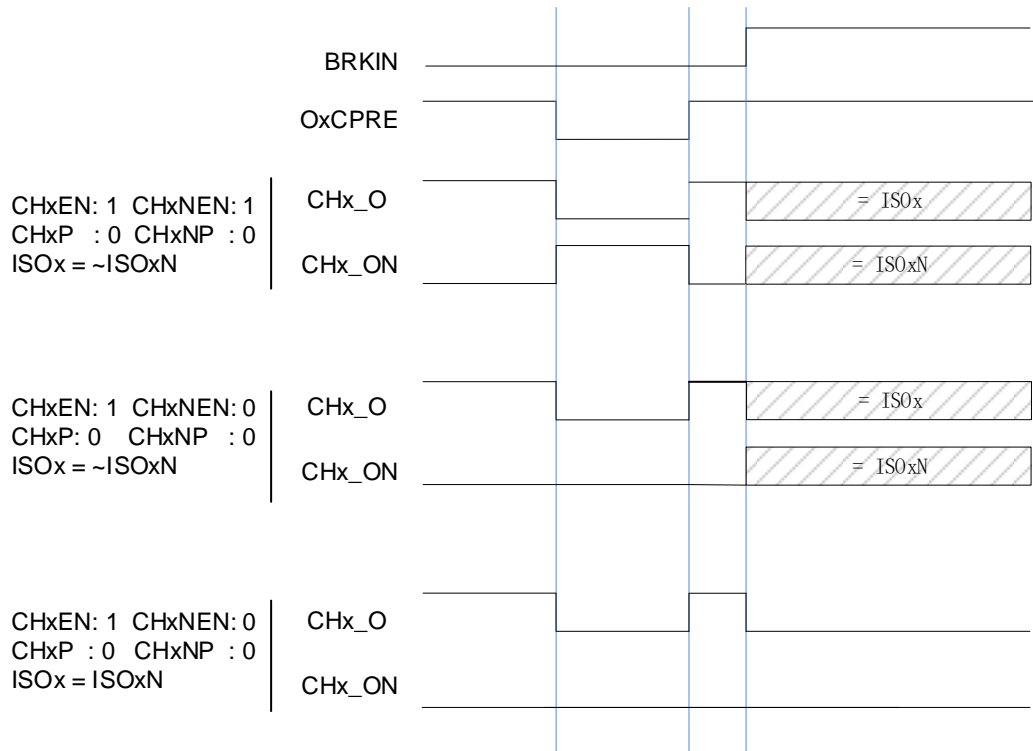 BRKIN
OxCPRE
CHxEN: 1 CHxNEN: 1
CHxP : 0 CHxNP : 0
ISOx = ~ISOxN
CHx_O
= ISOx
CHx_ON
= ISOxN
CHxEN: 1 CHxNEN: 0
CHxP: 0 CHxNP : 0
ISOx = ~ISOxN
CHx_O
= ISOx
CHx_ON
= ISOxN
CHxEN: 1 CHxNEN: 0
CHxP : 0 CHxNP : 0
ISOx = ISOxN
CHx_O
CHx_ON